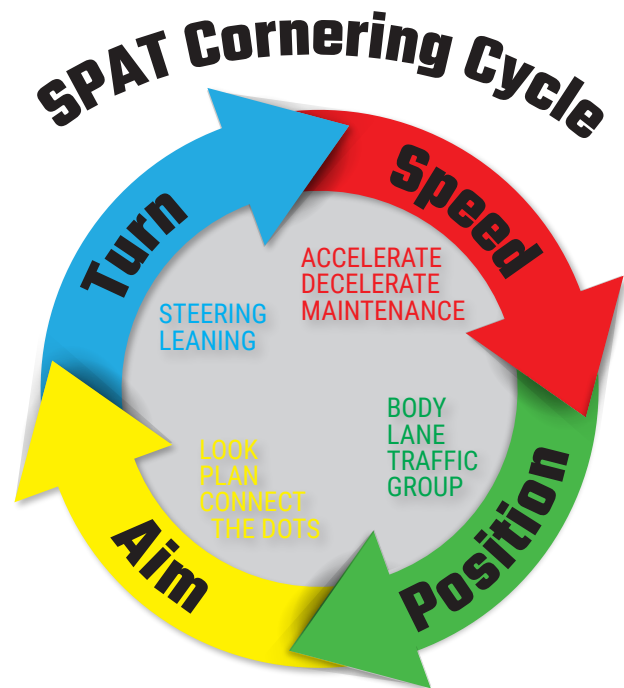 SPAT Cornering Cycle
Speed
ACCELERATE
DECELERATE
MAINTENANCE
Position
BODY
LANE
TRAFFIC
GROUP
Aim
LOOK
PLAN
CONNECT
THE DOTS
Turn
STEERING
LEANING